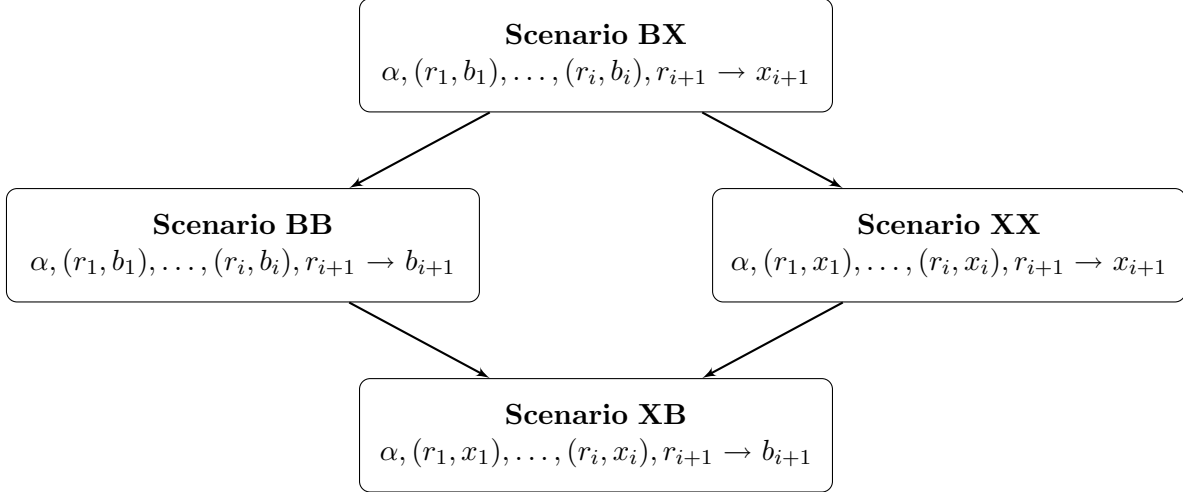 Scenario BX
α, (r₁, b₁), . . . , (rᵢ, bᵢ), rᵢ₊₁ → xᵢ₊₁
Scenario BB
α, (r₁, b₁), . . . , (rᵢ, bᵢ), rᵢ₊₁ → bᵢ₊₁
Scenario XX
α, (r₁, x₁), . . . , (rᵢ, xᵢ), rᵢ₊₁ → xᵢ₊₁
Scenario XB
α, (r₁, x₁), . . . , (rᵢ, xᵢ), rᵢ₊₁ → bᵢ₊₁